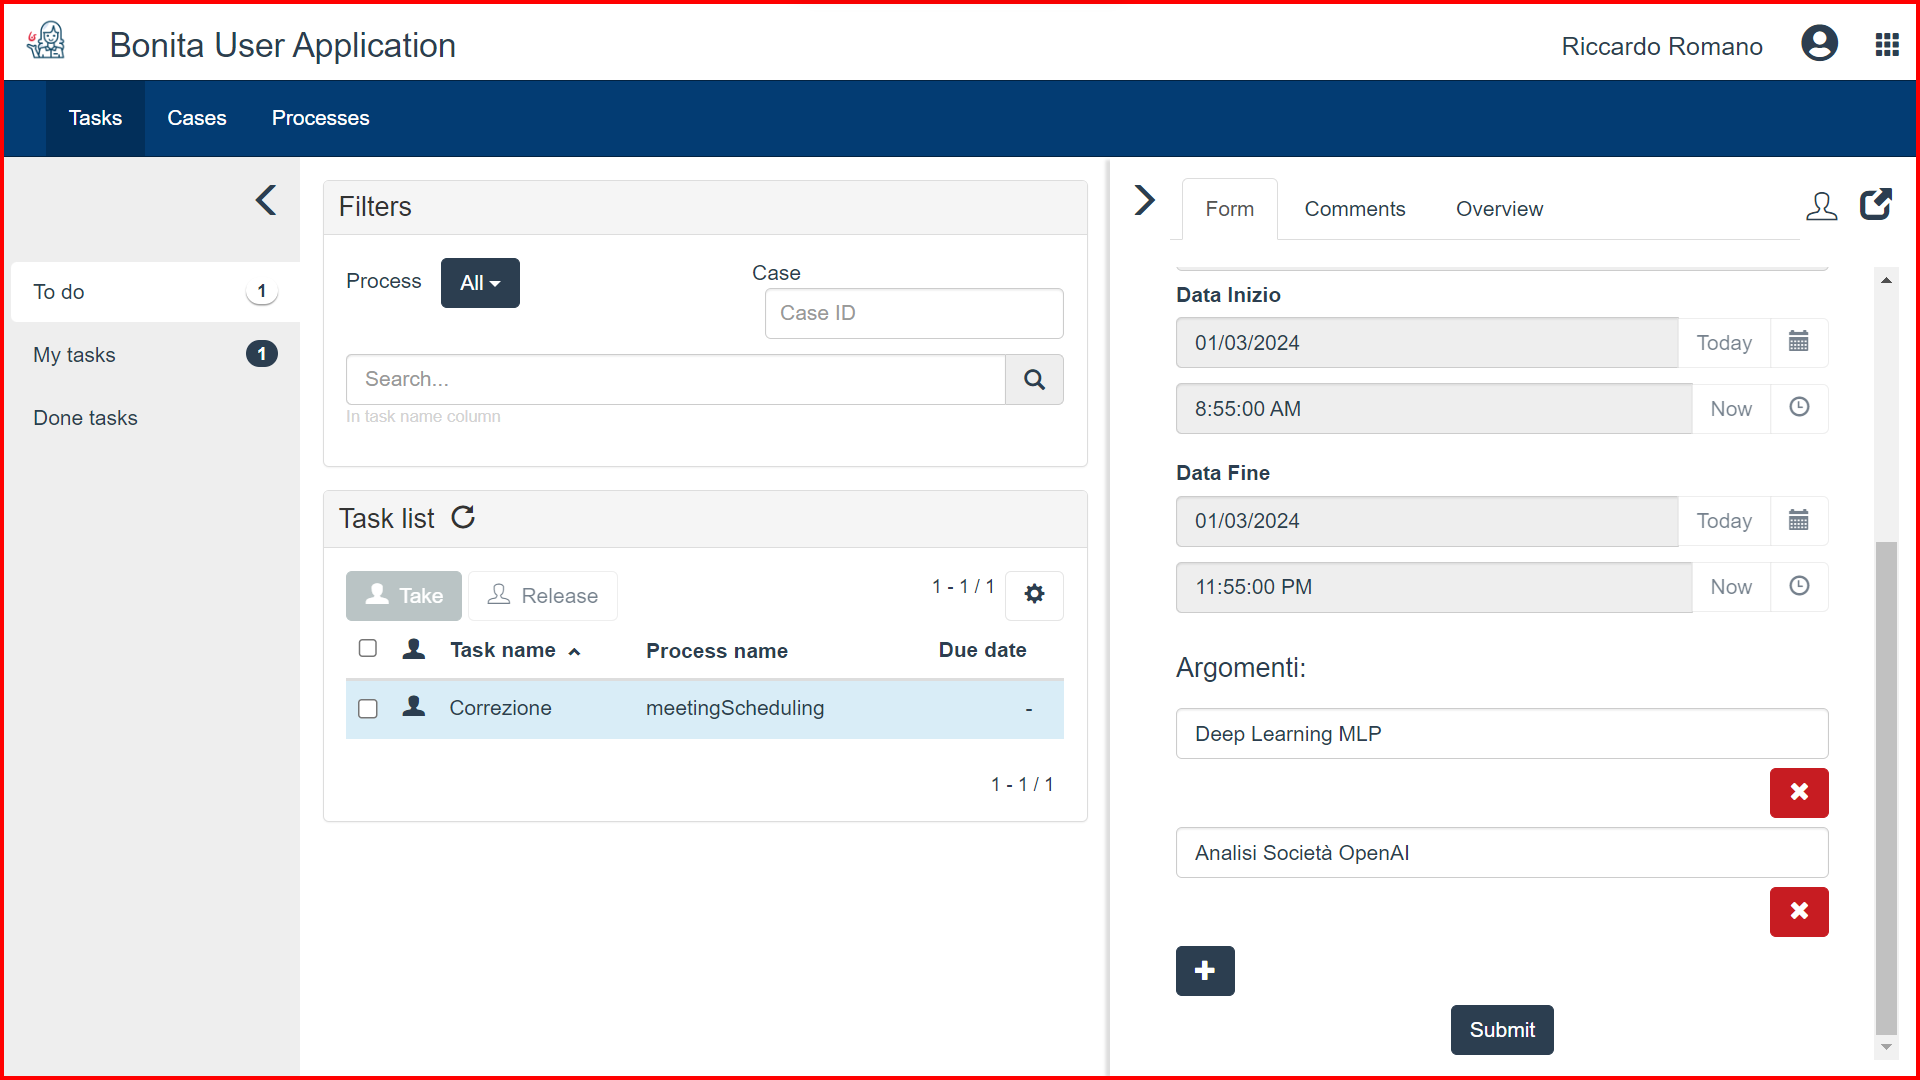 Bonita User Application
Riccardo Romano
Tasks Cases Processes
To do 1
My tasks 1
Done tasks
Filters
Process All
Case
Case ID
Search...
In task name column
Task list
Take Release 1 - 1 / 1
Task name Process name Due date
Correzione meetingScheduling -
1 - 1 / 1
Form Comments Overview
Data Inizio
01/03/2024 Today
8:55:00 AM Now
Data Fine
01/03/2024 Today
11:55:00 PM Now
Argomenti:
Deep Learning MLP
Analisi Società OpenAI
Submit